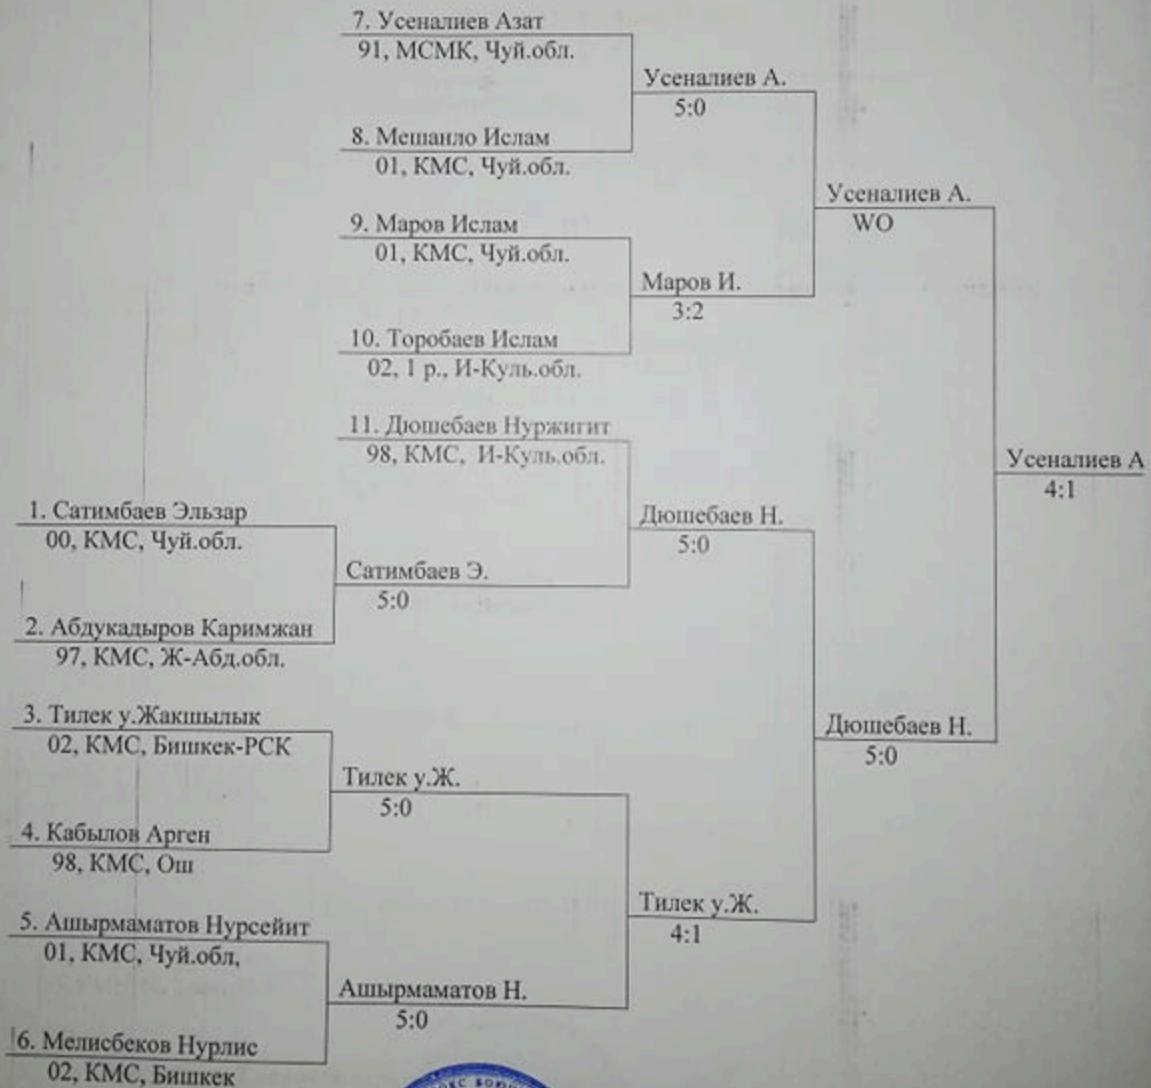 7. Усеналиев Азат
91, МСМК, Чуй.обл.
Усеналиев А.
5:0
8. Мешанло Ислам
01, КМС, Чуй.обл.
Усеналиев А.
WO
9. Маров Ислам
01, КМС, Чуй.обл.
Маров И.
3:2
10. Торобаев Ислам
02, 1 р., И-Куль.обл.
11. Дюшебаев Нуржигит
98, КМС, И-Куль.обл.
Усеналиев А
4:1
1. Сатимбаев Эльзар
00, КМС, Чуй.обл.
Дюшебаев Н.
5:0
Сатимбаев Э.
5:0
2. Абдукадыров Каримжан
97, КМС, Ж-Абд.обл.
3. Тилек у.Жакшылык
02, КМС, Бишкек-РСК
Дюшебаев Н.
5:0
Тилек у.Ж.
5:0
4. Кабылов Арген
98, КМС, Ош
Тилек у.Ж.
4:1
5. Ашырмаматов Нурсейит
01, КМС, Чуй.обл,
Ашырмаматов Н.
5:0
6. Мелисбеков Нурлис
02, КМС, Бишкек